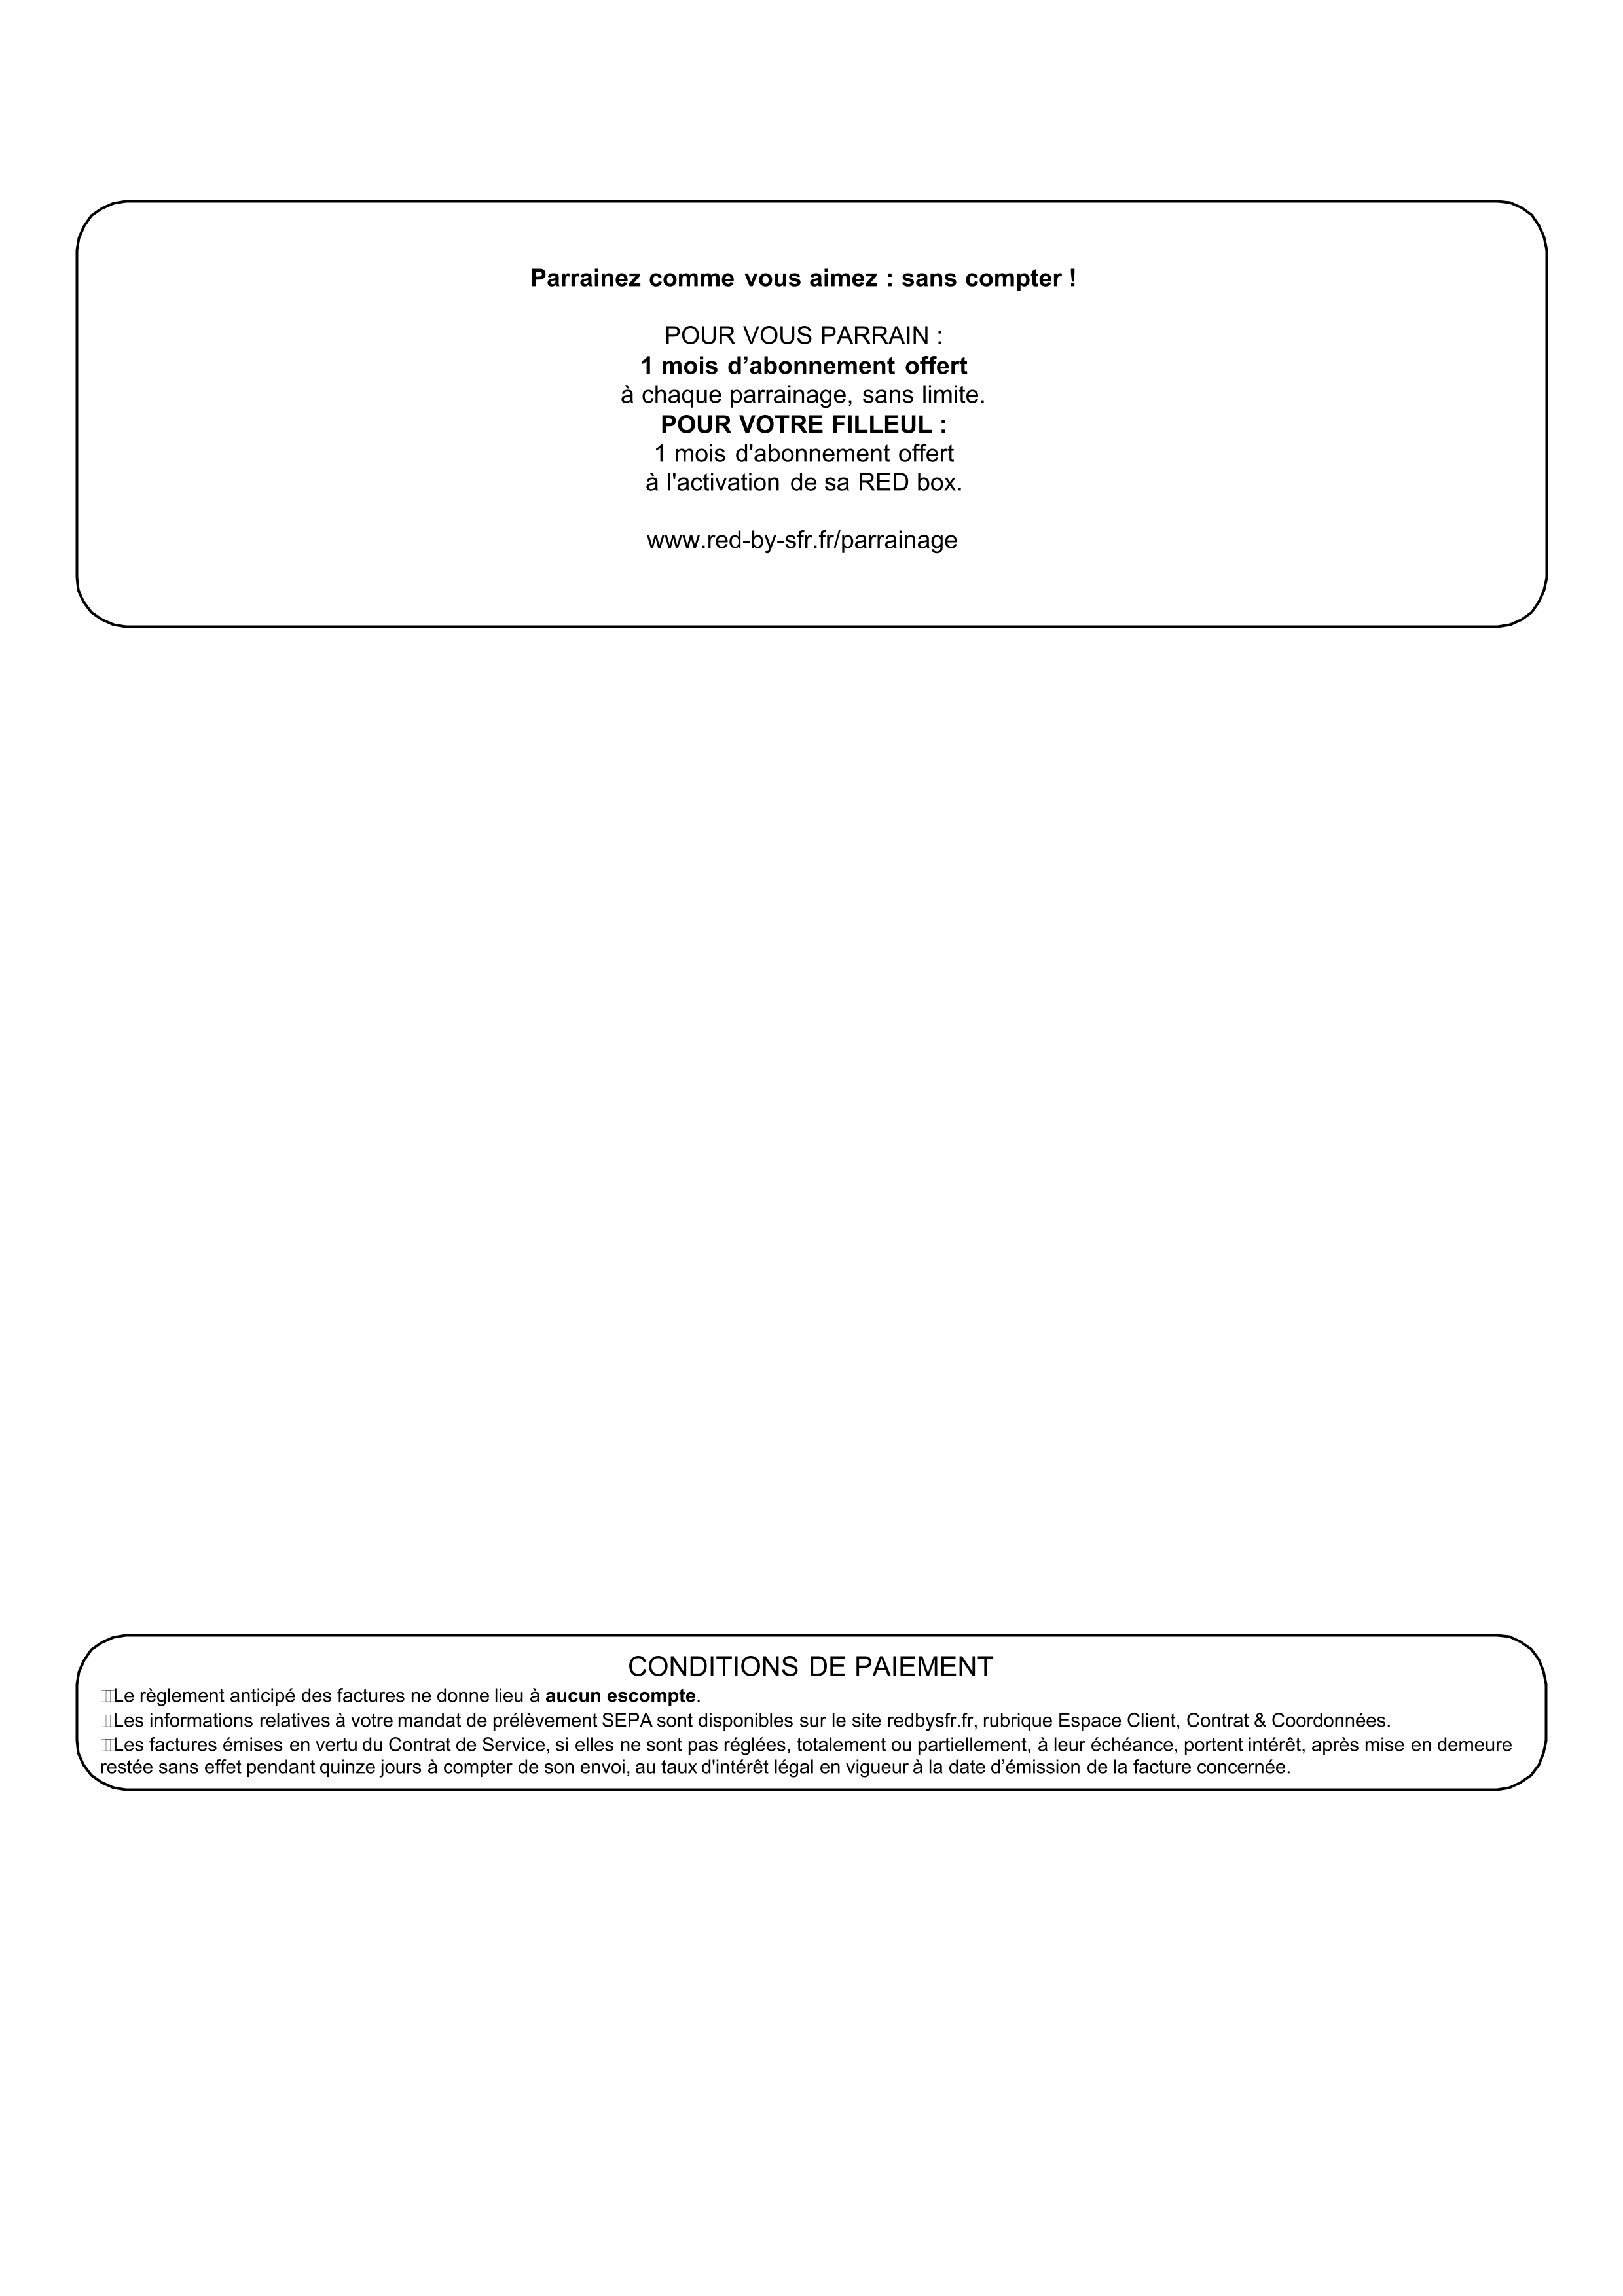 Parrainez comme vous aimez : sans compter !
POUR VOUS PARRAIN :
1 mois d’abonnement offert
à chaque parrainage, sans limite.
POUR VOTRE FILLEUL :
1 mois d'abonnement offert
à l'activation de sa RED box.
www.red-by-sfr.fr/parrainage
CONDITIONS DE PAIEMENT
Le règlement anticipé des factures ne donne lieu à aucun escompte.
Les informations relatives à votre mandat de prélèvement SEPA sont disponibles sur le site redbysfr.fr, rubrique Espace Client, Contrat & Coordonnées.
Les factures émises en vertu du Contrat de Service, si elles ne sont pas réglées, totalement ou partiellement, à leur échéance, portent intérêt, après mise en demeure
restée sans effet pendant quinze jours à compter de son envoi, au taux d'intérêt légal en vigueur à la date d’émission de la facture concernée.